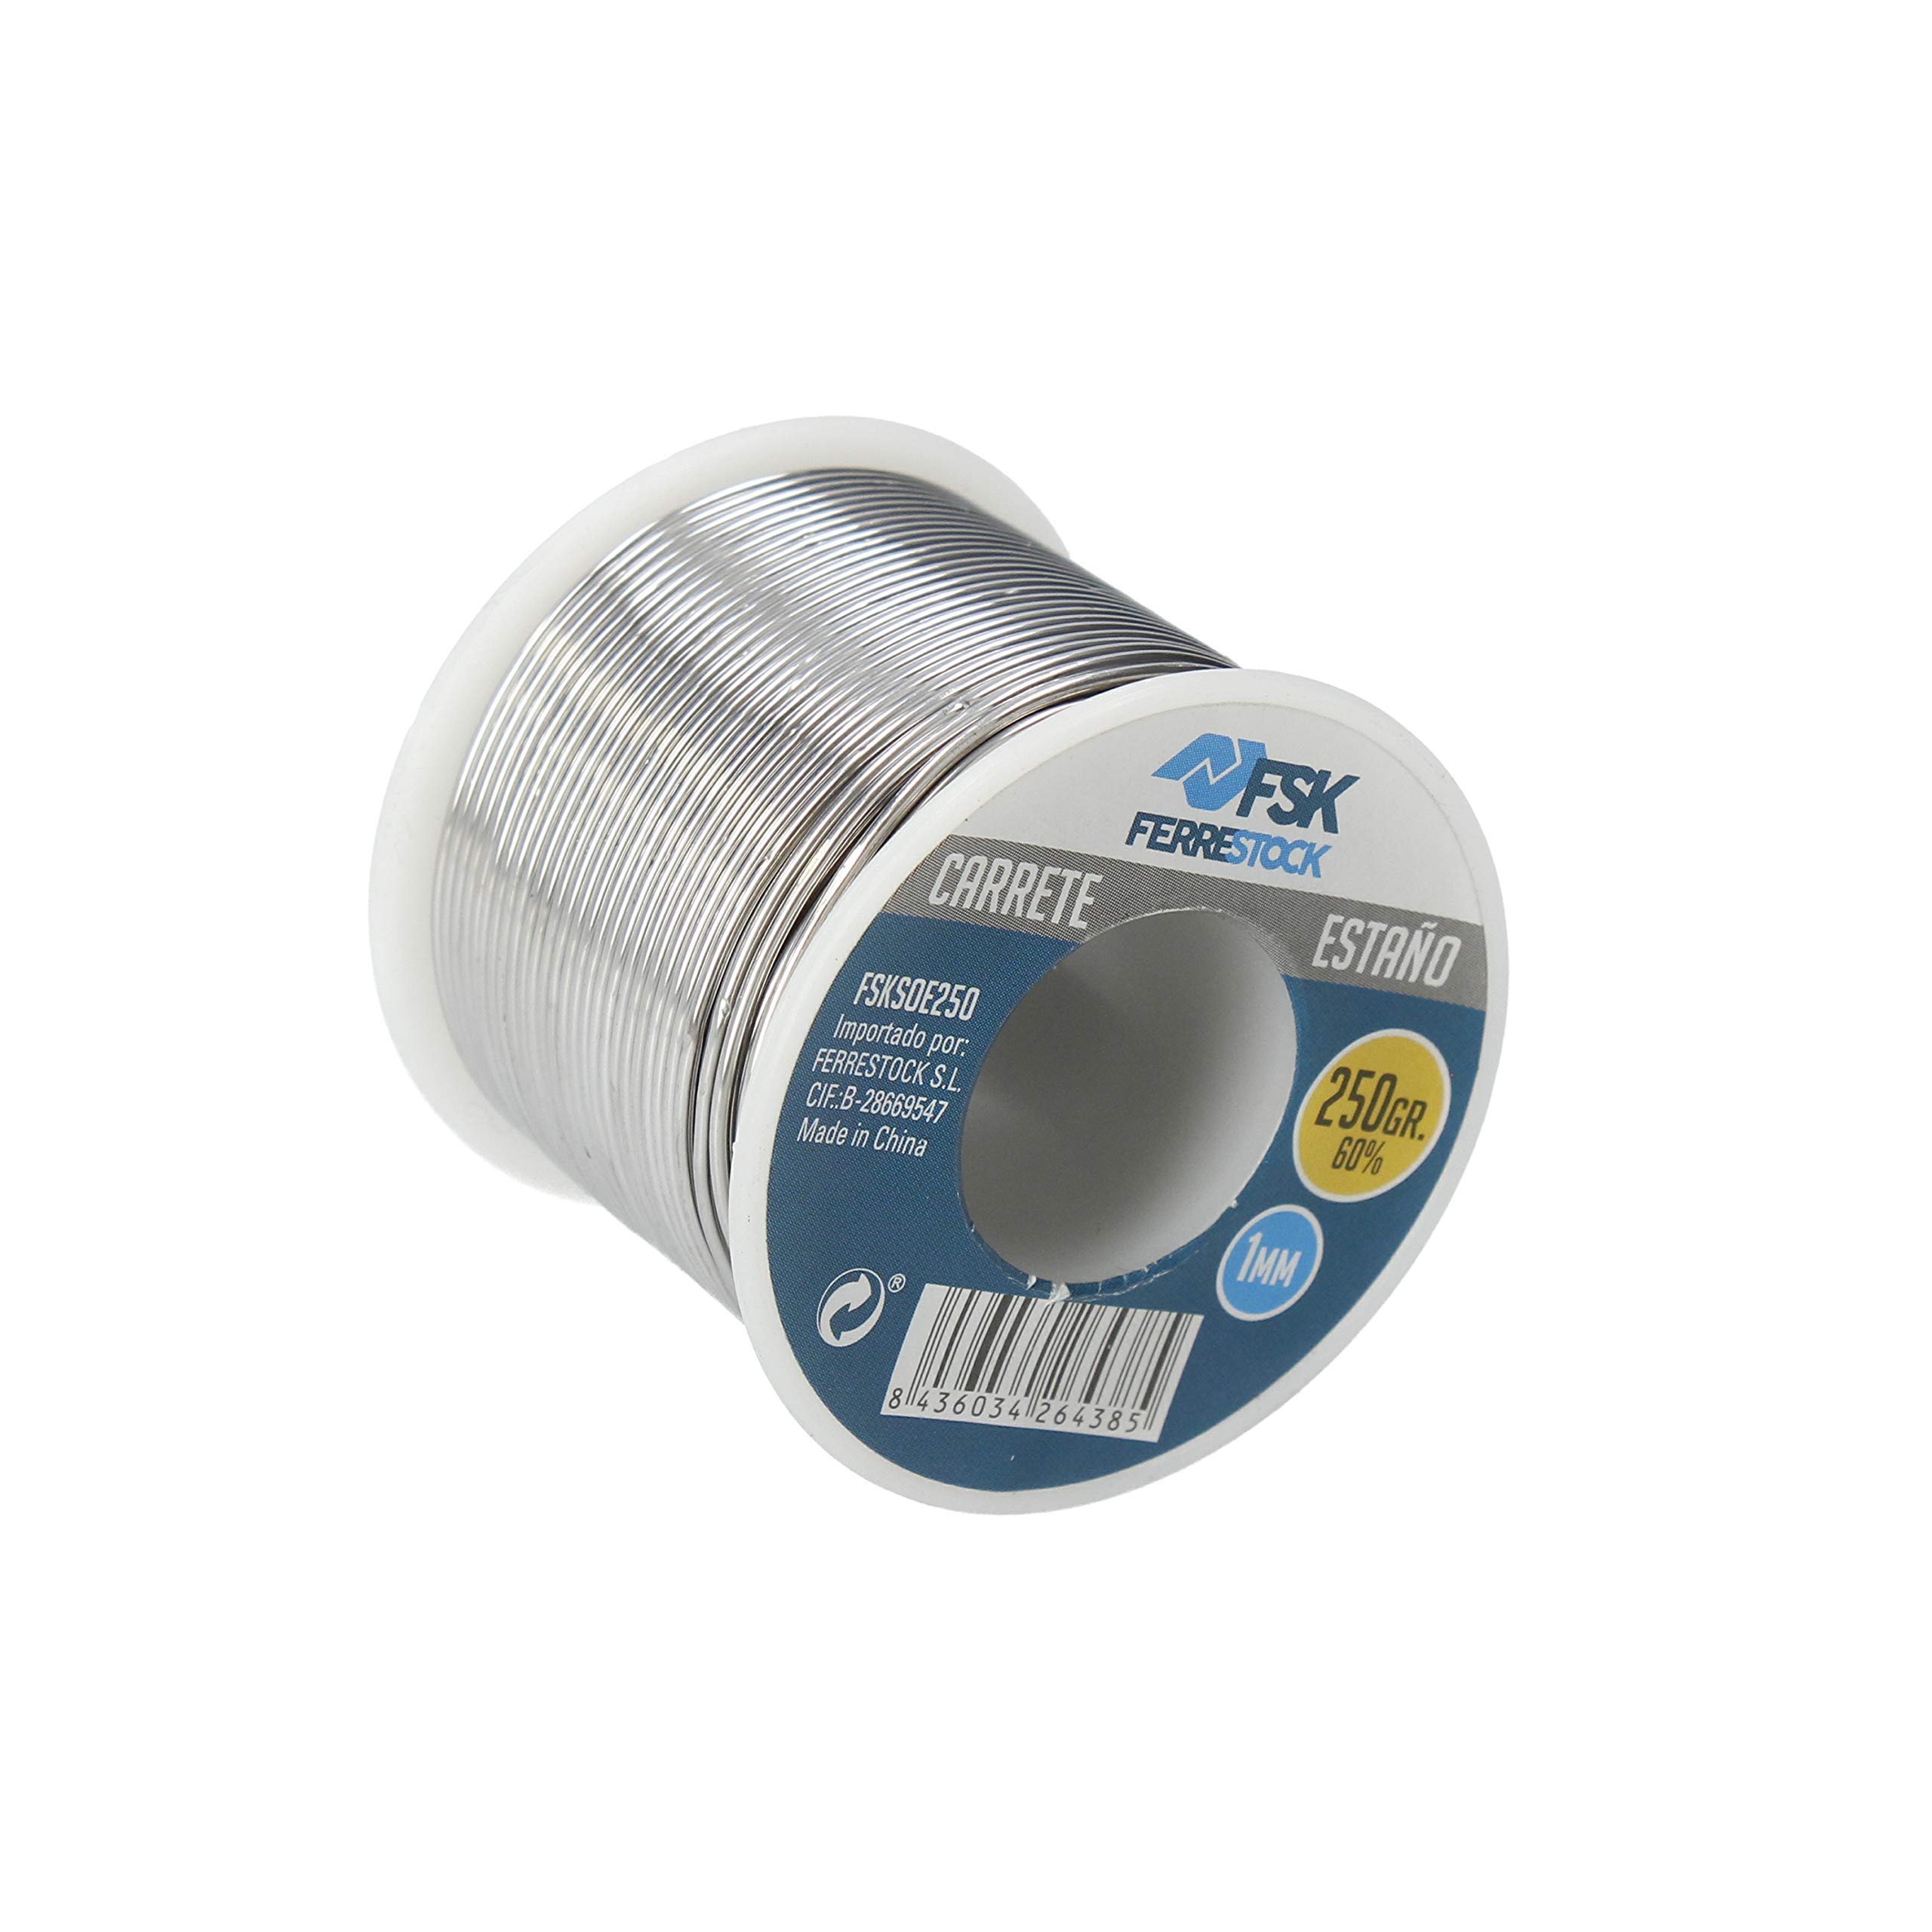 FSK
FERRESTOCK
CARRETE ESTAÑO
FSKSOE250
Importado por:
FERRESTOCK S.L.
CIF.:B-28669547
Made in China
250GR.
60%
1MM
®
8 436034 264385